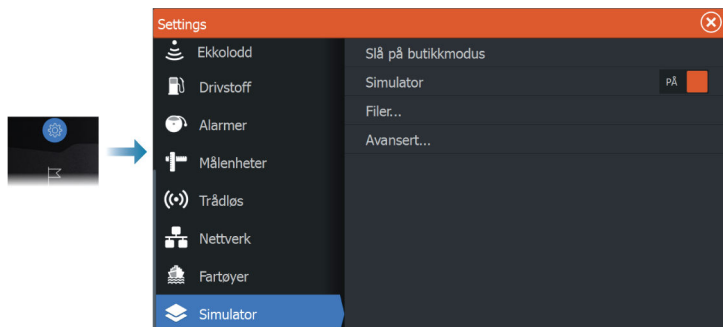 Settings
Ekkolodd
Drivstoff
Alarmer
Målenheter
Trådløs
Nettverk
Fartøyer
Simulator
Slå på butikkmodus
Simulator PÅ
Filer...
Avansert...